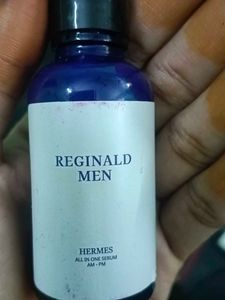 REGINALD
MEN
HERMES
ALL IN ONE SERUM
AM - PM